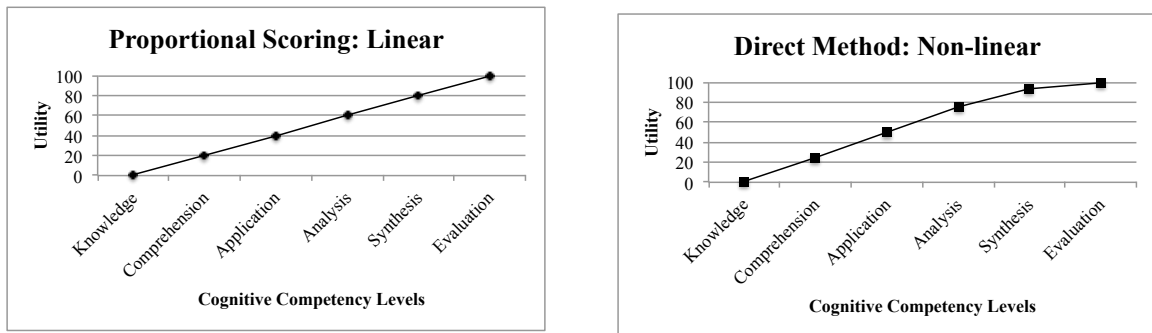 Proportional Scoring: Linear
Utility
100
80
60
40
20
0
Knowledge
Comprehension
Application
Analysis
Synthesis
Evaluation
Cognitive Competency Levels
Direct Method: Non-linear
Utility
100
80
60
40
20
0
Knowledge
Comprehension
Application
Analysis
Synthesis
Evaluation
Cognitive Competency Levels